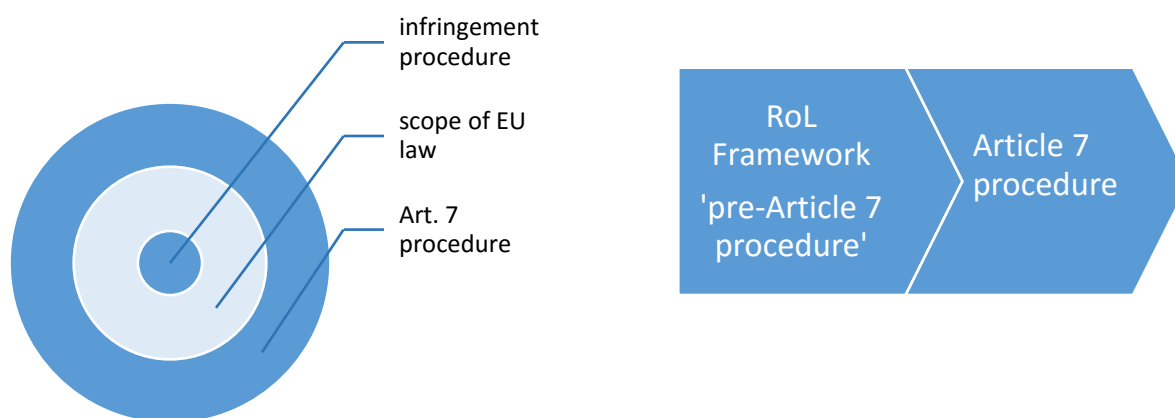 infringement
procedure
scope of EU
law
Art. 7
procedure
RoL
Framework
'pre-Article 7
procedure'
Article 7
procedure